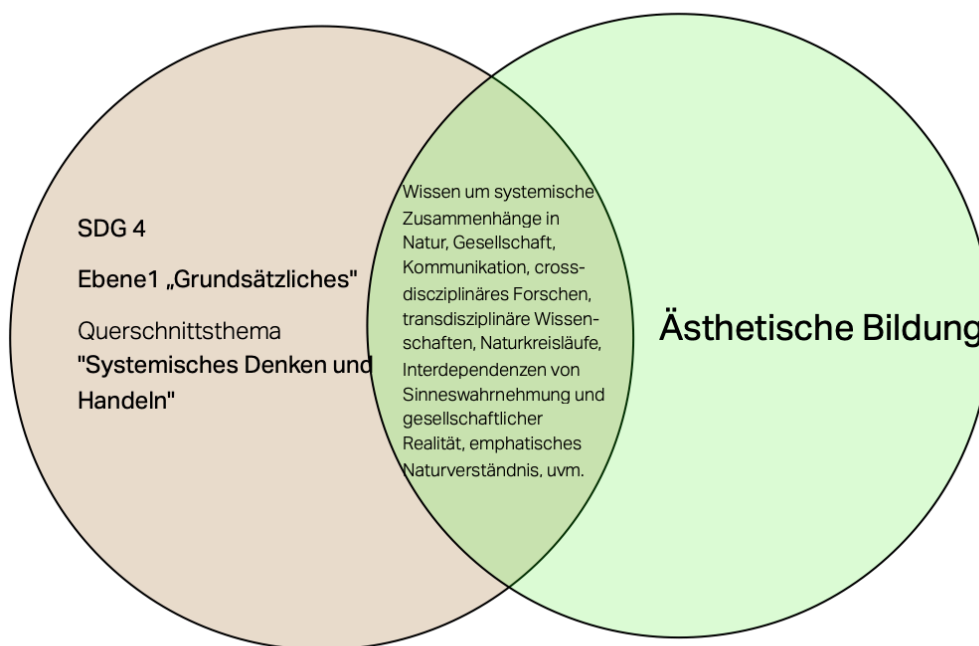 SDG 4
Ebene1 „Grundsätzliches"
Querschnittsthema
"Systemisches Denken und
Handeln"
Wissen um systemische
Zusammenhänge in
Natur, Gesellschaft,
Kommunikation, cross-
discziplinäres Forschen,
transdisziplinäre Wissen-
schaften, Naturkreisläufe,
Interdependenzen von
Sinneswahrnehmung und
gesellschaftlicher
Realität, emphatisches
Naturverständnis, uvm.
Ästhetische Bildung